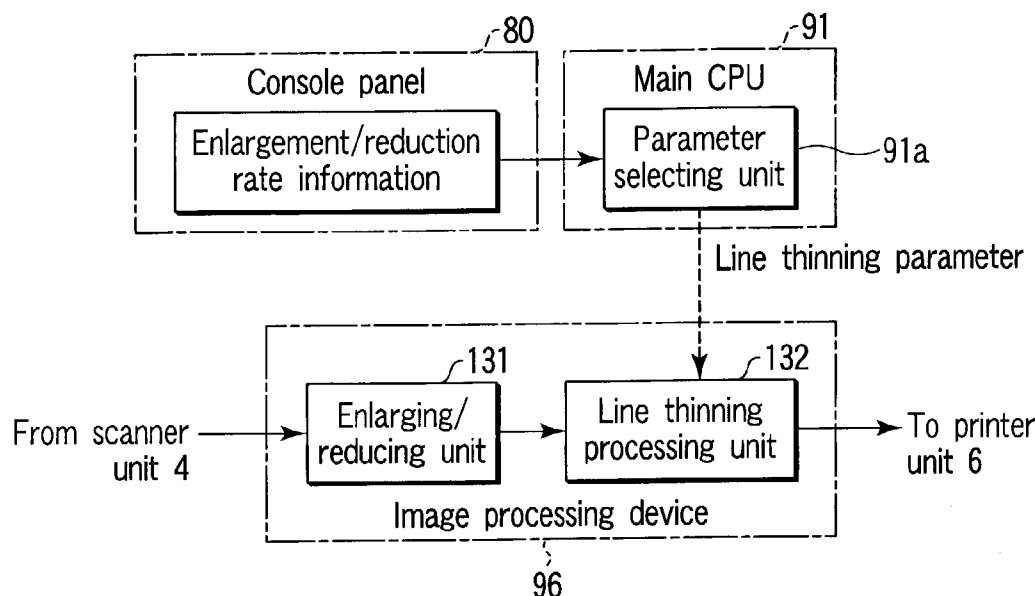 80
91
Console panel
Main CPU
Enlargement/reduction
rate information
Parameter
selecting unit
91a
Line thinning parameter
131
132
From scanner
unit 4
Enlarging/
reducing unit
Line thinning
processing unit
To printer
unit 6
Image processing device
96